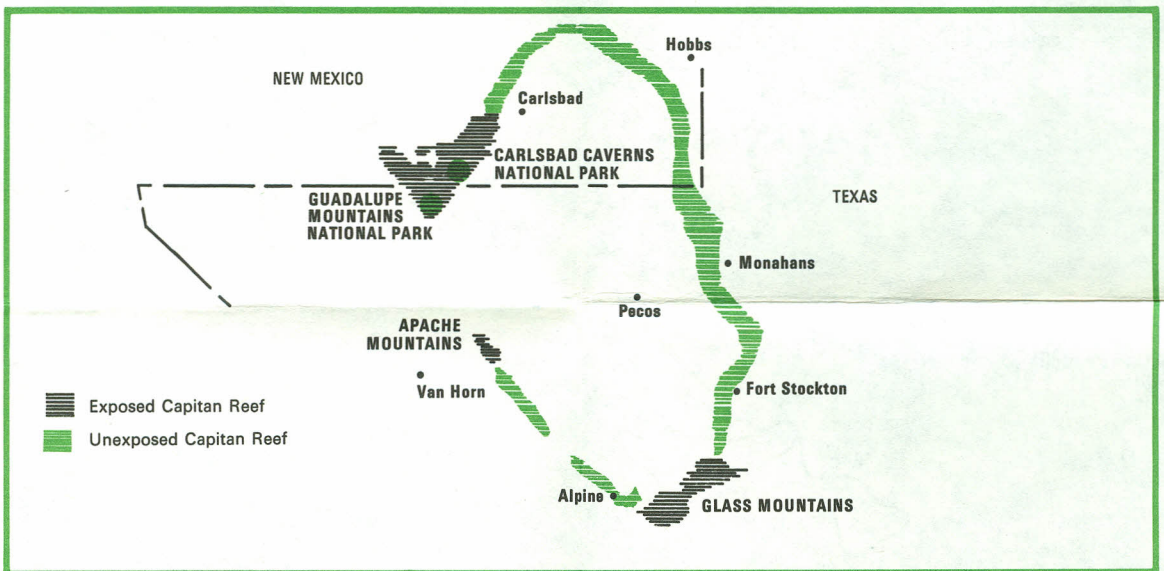 Hobbs
NEW MEXICO
Carlsbad
CARLSBAD CAVERNS
NATIONAL PARK
GUADALUPE
MOUNTAINS
NATIONAL PARK
TEXAS
Monahans
Pecos
APACHE
MOUNTAINS
Van Horn
Fort Stockton
Exposed Capitan Reef
Unexposed Capitan Reef
Alpine
GLASS MOUNTAINS